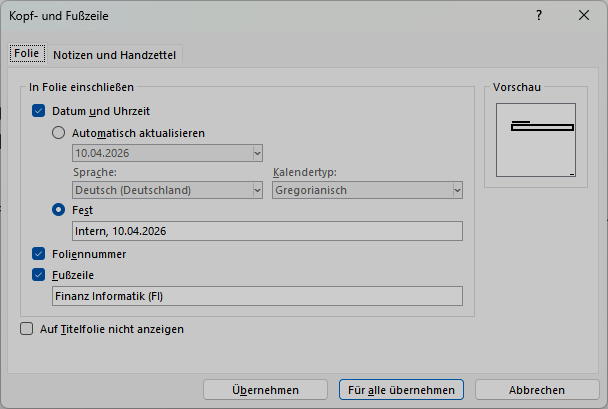 Kopf- und Fußzeile
?
Folie
Notizen und Handzettel
In Folie einschließen
Vorschau
Datum und Uhrzeit
Automatisch aktualisieren
10.04.2026
Sprache:
Kalendertyp:
Deutsch (Deutschland)
Gregorianisch
Fest
Intern, 10.04.2026
Foliennummer
Fußzeile
Finanz Informatik (FI)
Auf Titelfolie nicht anzeigen
Übernehmen
Für alle übernehmen
Abbrechen